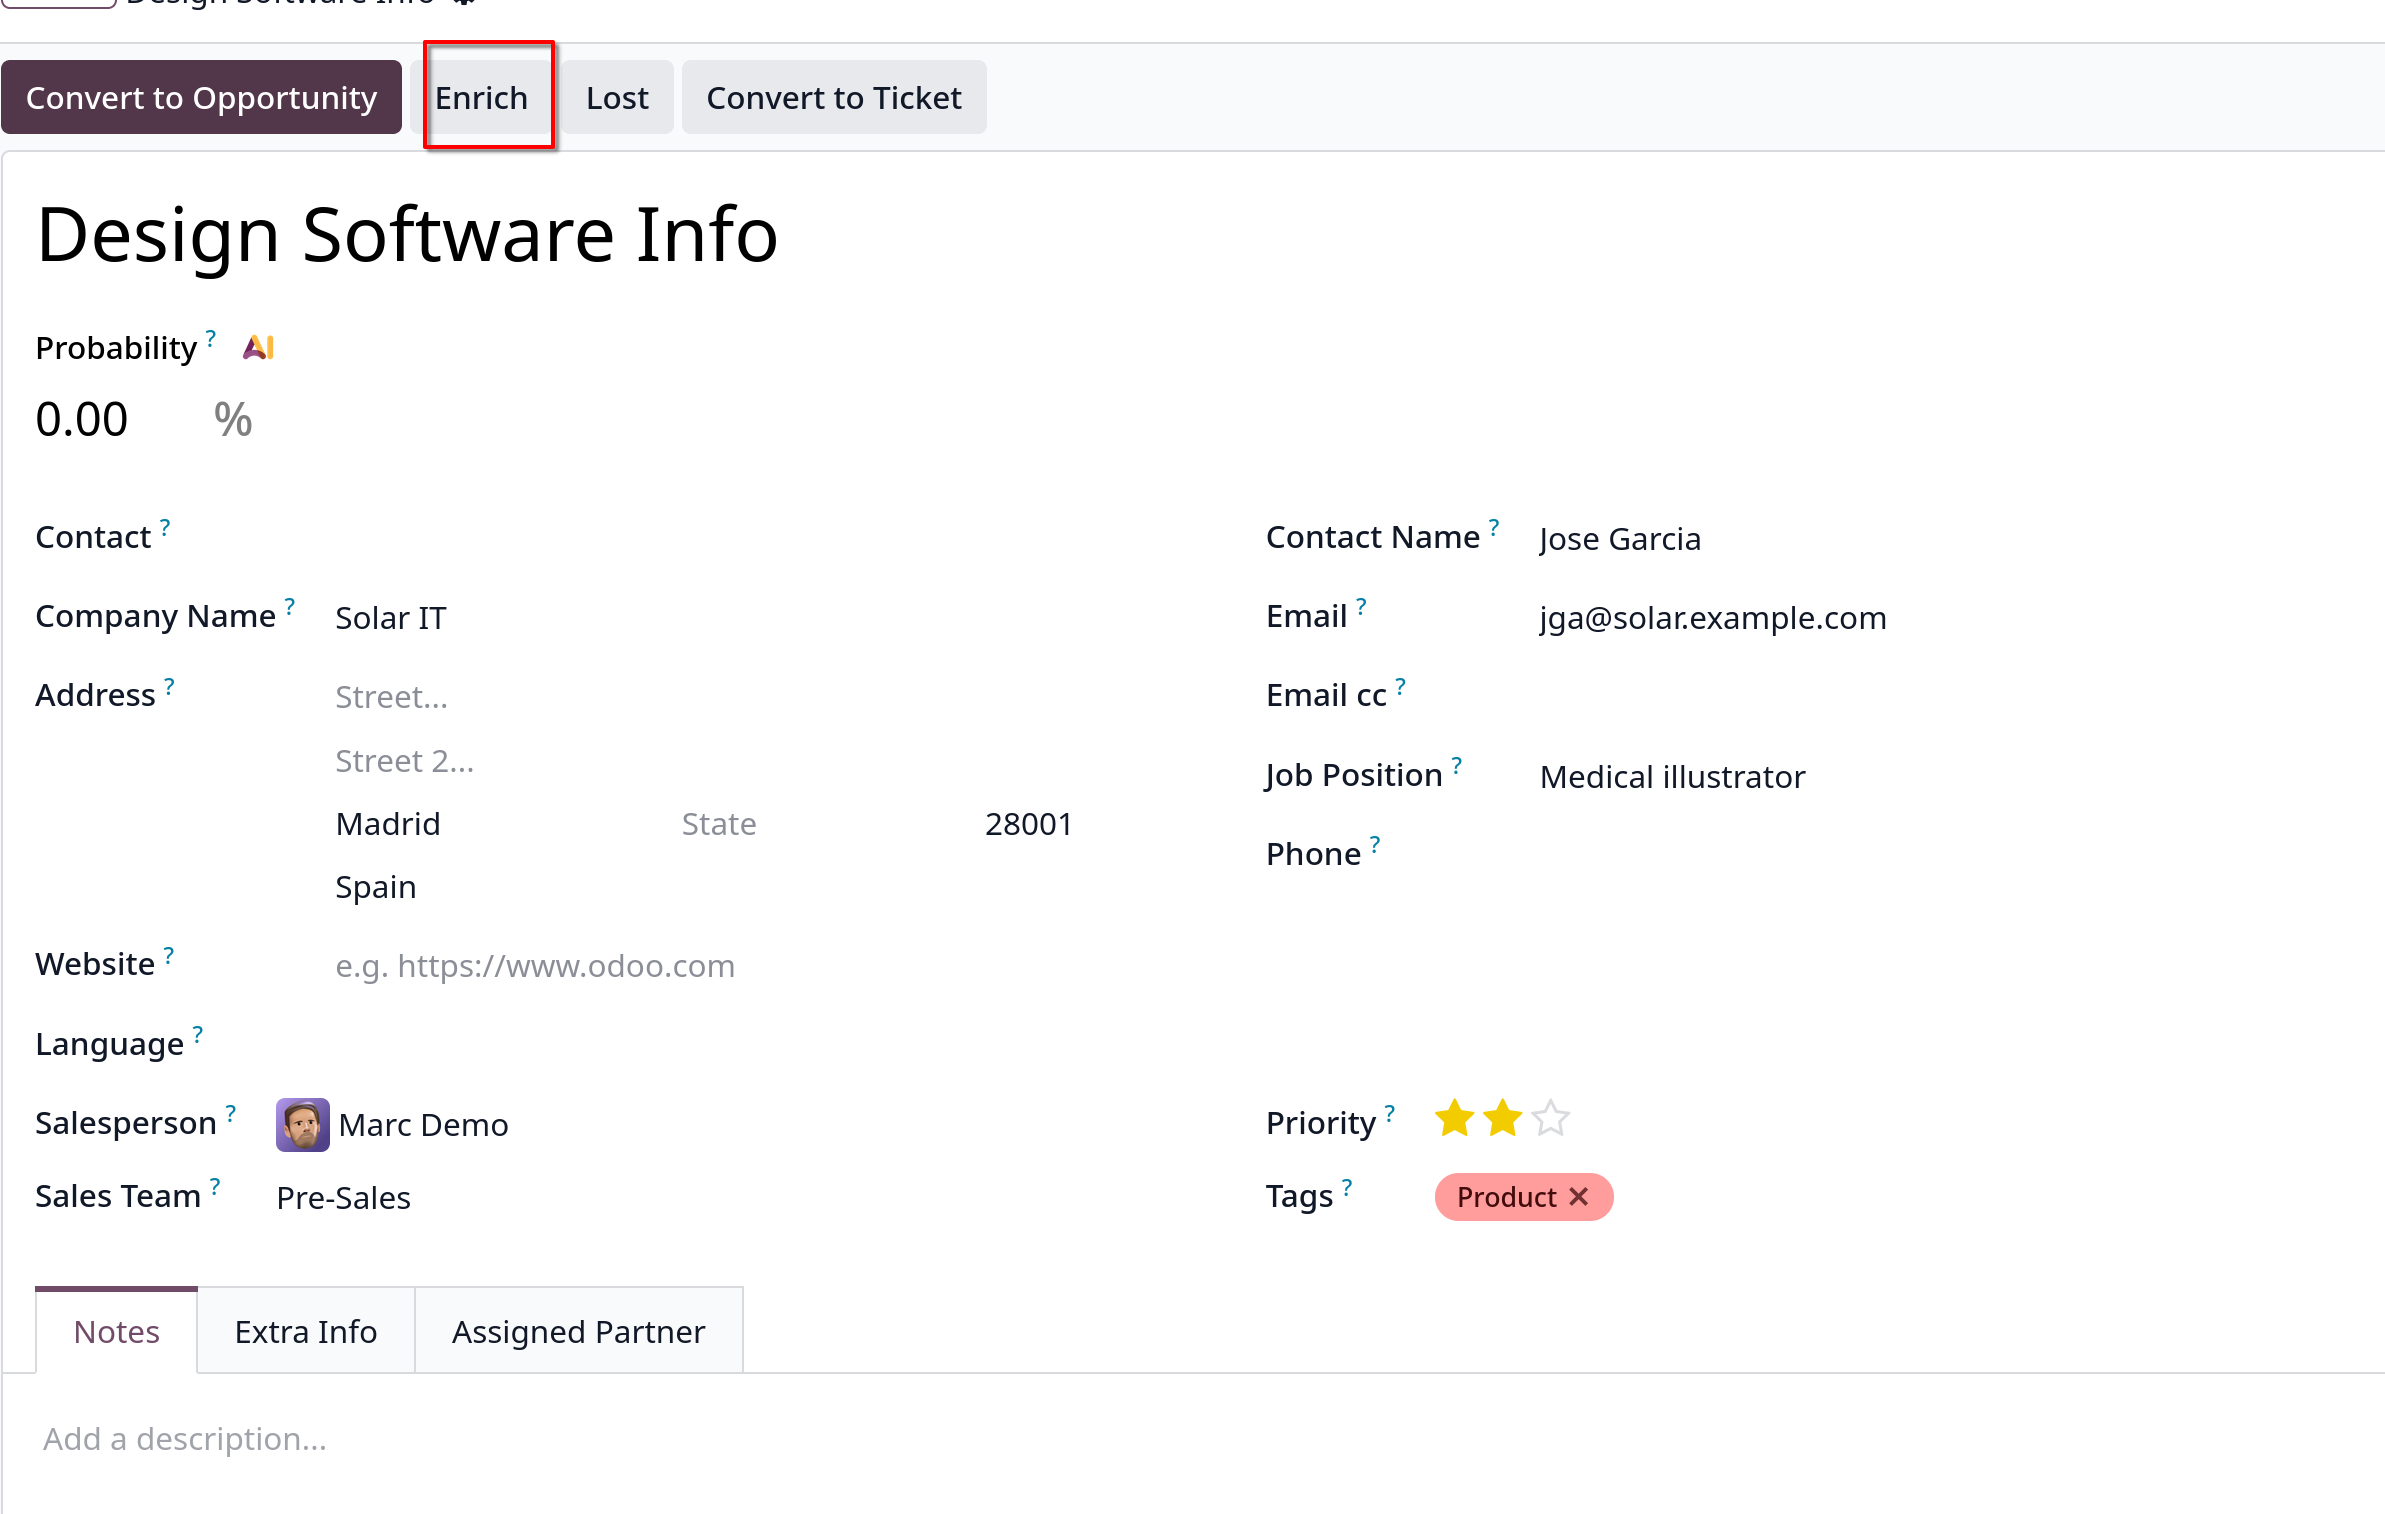 Design Software Info
Convert to Opportunity Enrich Lost Convert to Ticket
Design Software Info
Probability ? AI
0.00 %
Contact ?
Company Name ? Solar IT
Address ? Street...
Street 2...
Madrid State 28001
Spain
Website ? e.g. https://www.odoo.com
Language ?
Contact Name ? Jose Garcia
Email ? jga@solar.example.com
Email cc ?
Job Position ? Medical illustrator
Phone ?
Salesperson ? Marc Demo
Sales Team ? Pre-Sales
Priority ?
Tags ? Product ✕
Notes Extra Info Assigned Partner
Add a description...